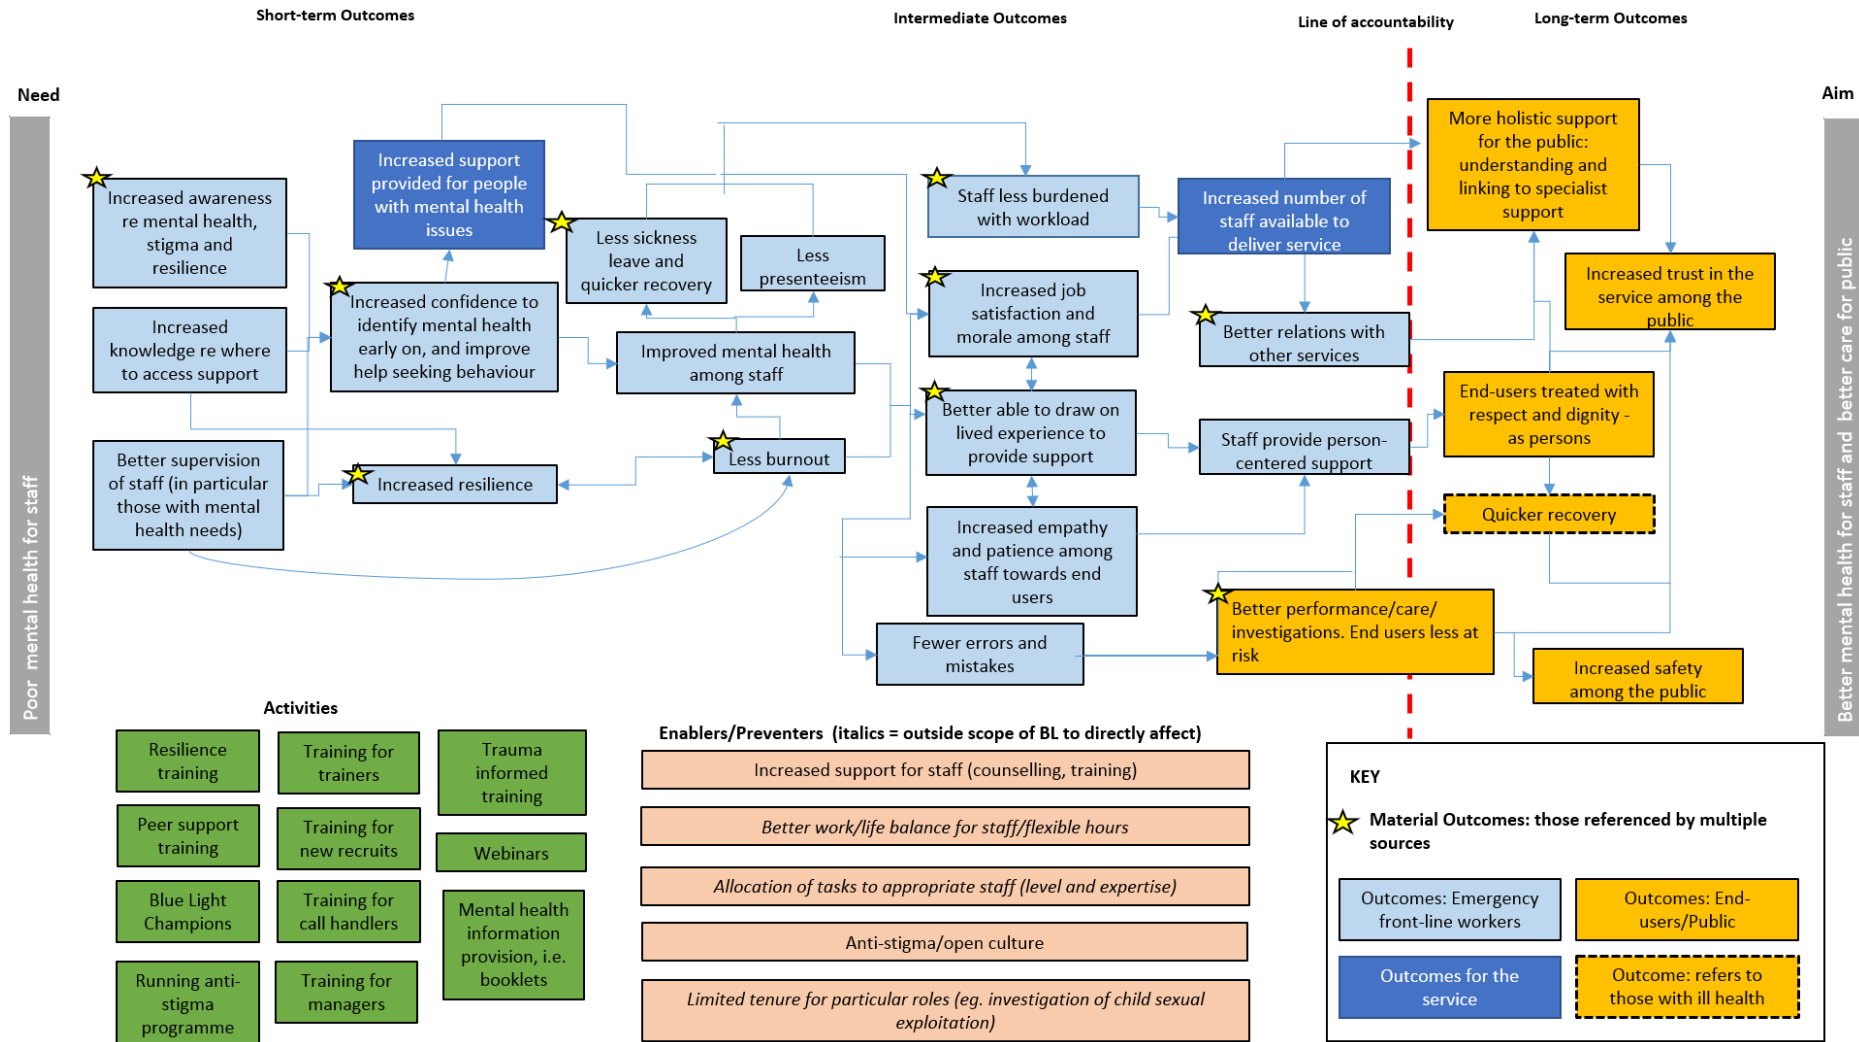 Short-term Outcomes
Intermediate Outcomes
Line of accountability
Long-term Outcomes
Need
Aim
Poor mental health for staff
Increased awareness
re mental health,
stigma and
resilience
Increased
knowledge re where
to access support
Better supervision
of staff (in particular
those with mental
health needs)
Increased support
provided for people
with mental health
issues
Increased confidence to
identify mental health
early on, and improve
help seeking behaviour
Increased resilience
Less sickness
leave and
quicker recovery
Less
presenteeism
Improved mental health
among staff
Less burnout
Staff less burdened
with workload
Increased job
satisfaction and
morale among staff
Better able to draw on
lived experience to
provide support
Increased empathy
and patience among
staff towards end
users
Fewer errors and
mistakes
Increased number of
staff available to
deliver service
Better relations with
other services
Staff provide person-
centered support
Better performance/care/
investigations. End users less at
risk
More holistic support
for the public:
understanding and
linking to specialist
support
Increased trust in the
service among the
public
End-users treated with
respect and dignity -
as persons
Quicker recovery
Increased safety
among the public
Better mental health for staff and better care for public
Activities
Resilience
training
Training for
trainers
Trauma
informed
training
Peer support
training
Training for
new recruits
Webinars
Blue Light
Champions
Training for
call handlers
Mental health
information
provision, i.e.
booklets
Running anti-
stigma
programme
Training for
managers
Enablers/Preventers (italics = outside scope of BL to directly affect)
Increased support for staff (counselling, training)
Better work/life balance for staff/flexible hours
Allocation of tasks to appropriate staff (level and expertise)
Anti-stigma/open culture
Limited tenure for particular roles (eg. investigation of child sexual
exploitation)
KEY
Material Outcomes: those referenced by multiple
sources
Outcomes: Emergency
front-line workers
Outcomes: End-
users/Public
Outcomes for the
service
Outcome: refers to
those with ill health